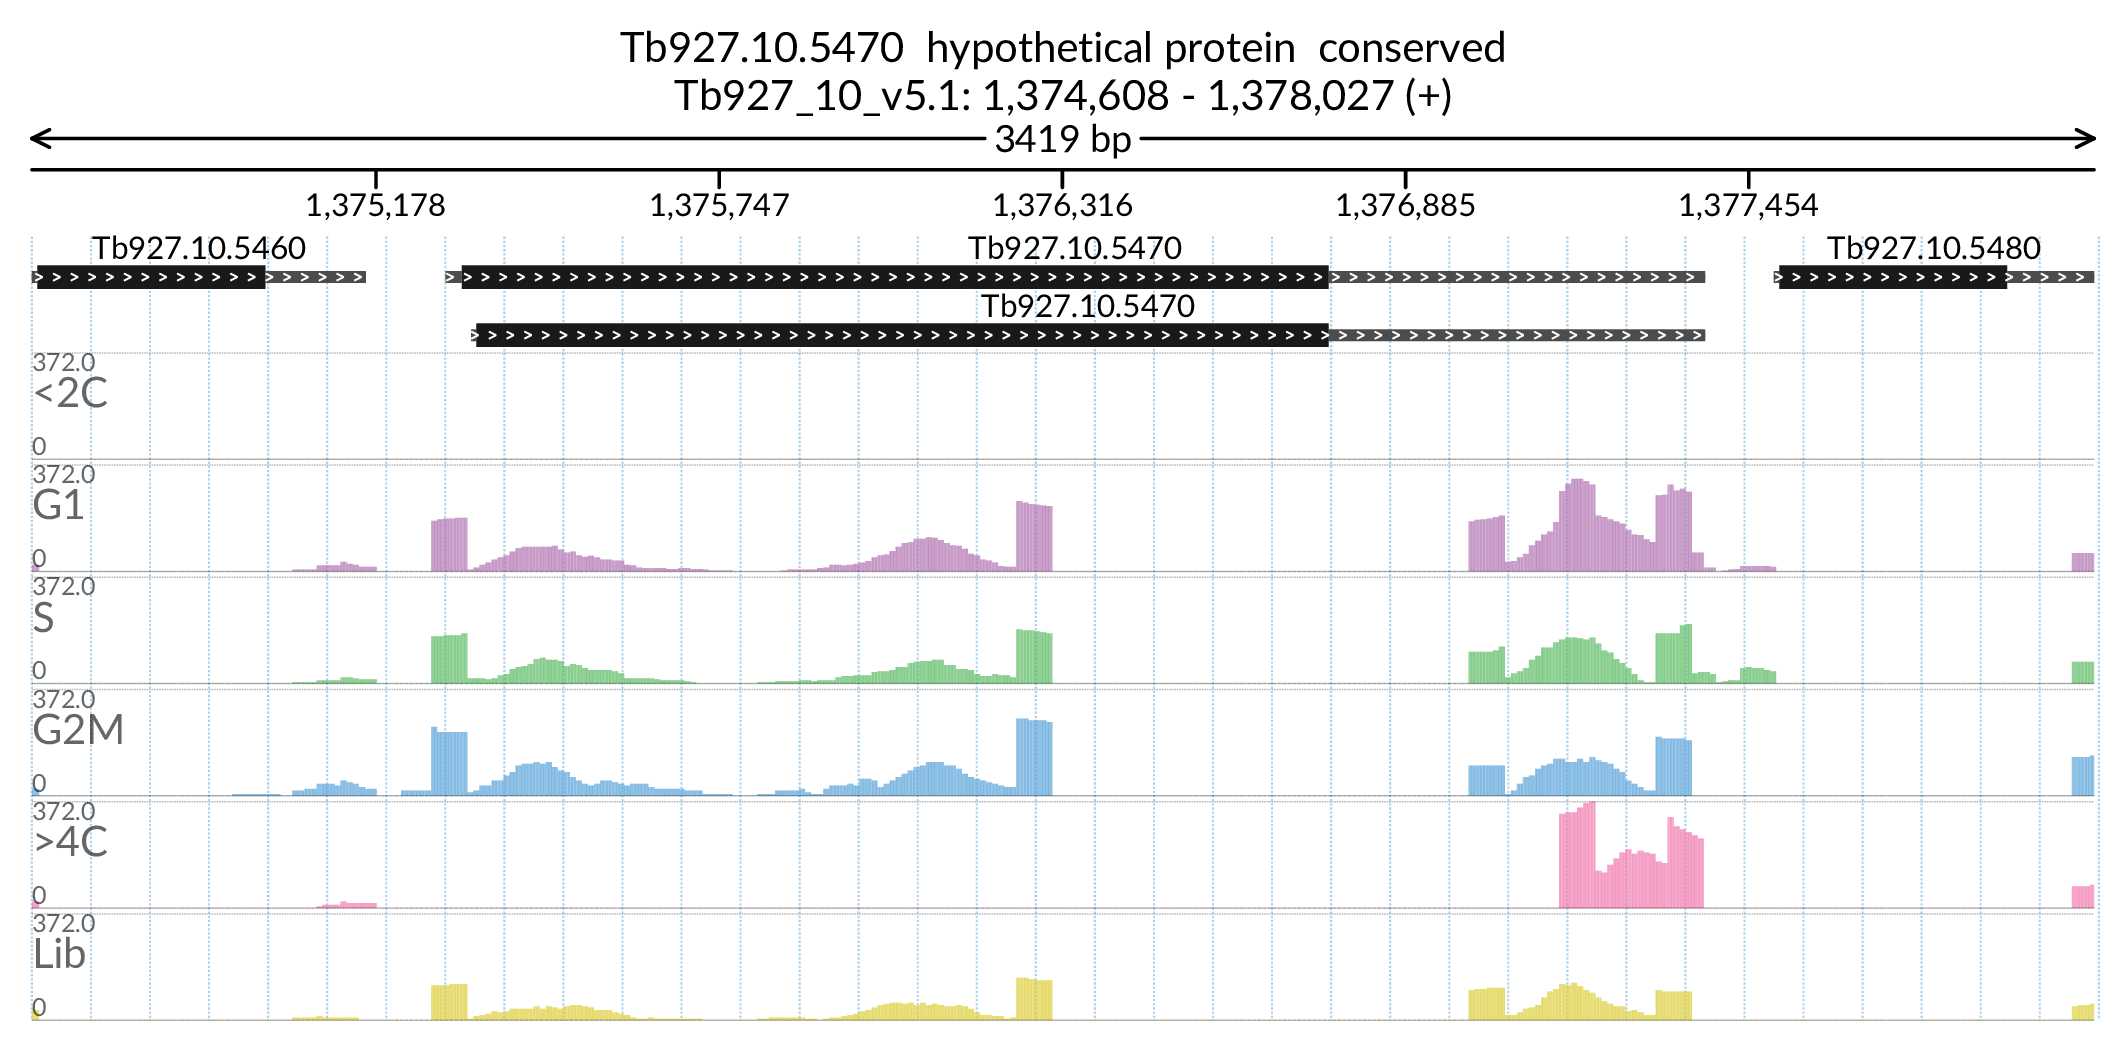 Tb927.10.5470  hypothetical protein  conserved
Tb927_10_v5.1: 1,374,608 - 1,378,027 (+)
3419 bp
1,375,178 1,375,747 1,376,316 1,376,885 1,377,454
Tb927.10.5460 Tb927.10.5470 Tb927.10.5480
Tb927.10.5470
372.0
<2C
0
372.0
G1
0
372.0
S
0
372.0
G2M
0
372.0
>4C
0
372.0
Lib
0